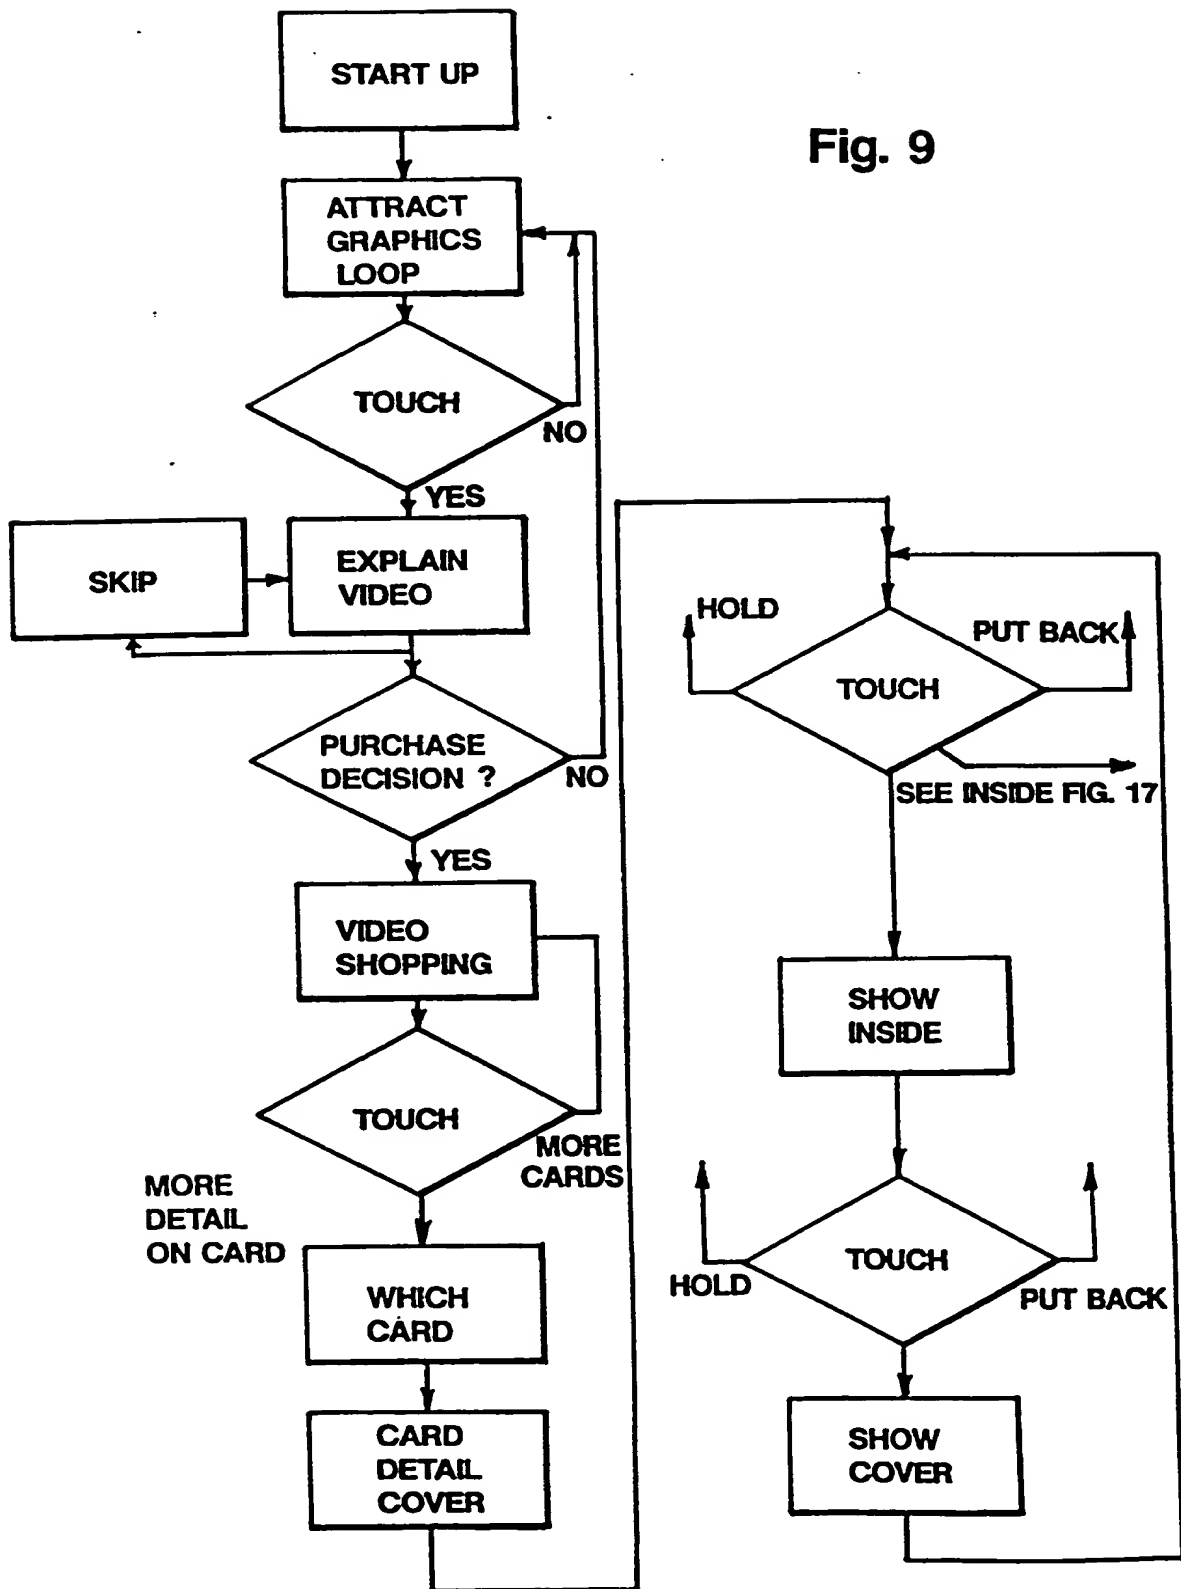 START UP
Fig. 9
ATTRACT
GRAPHICS
LOOP
TOUCH
NO
YES
SKIP
EXPLAIN
VIDEO
PURCHASE
DECISION ?
NO
YES
VIDEO
SHOPPING
TOUCH
MORE
CARDS
MORE
DETAIL
ON CARD
WHICH
CARD
CARD
DETAIL
COVER
HOLD
PUT BACK
TOUCH
SEE INSIDE FIG. 17
SHOW
INSIDE
TOUCH
HOLD
PUT BACK
SHOW
COVER